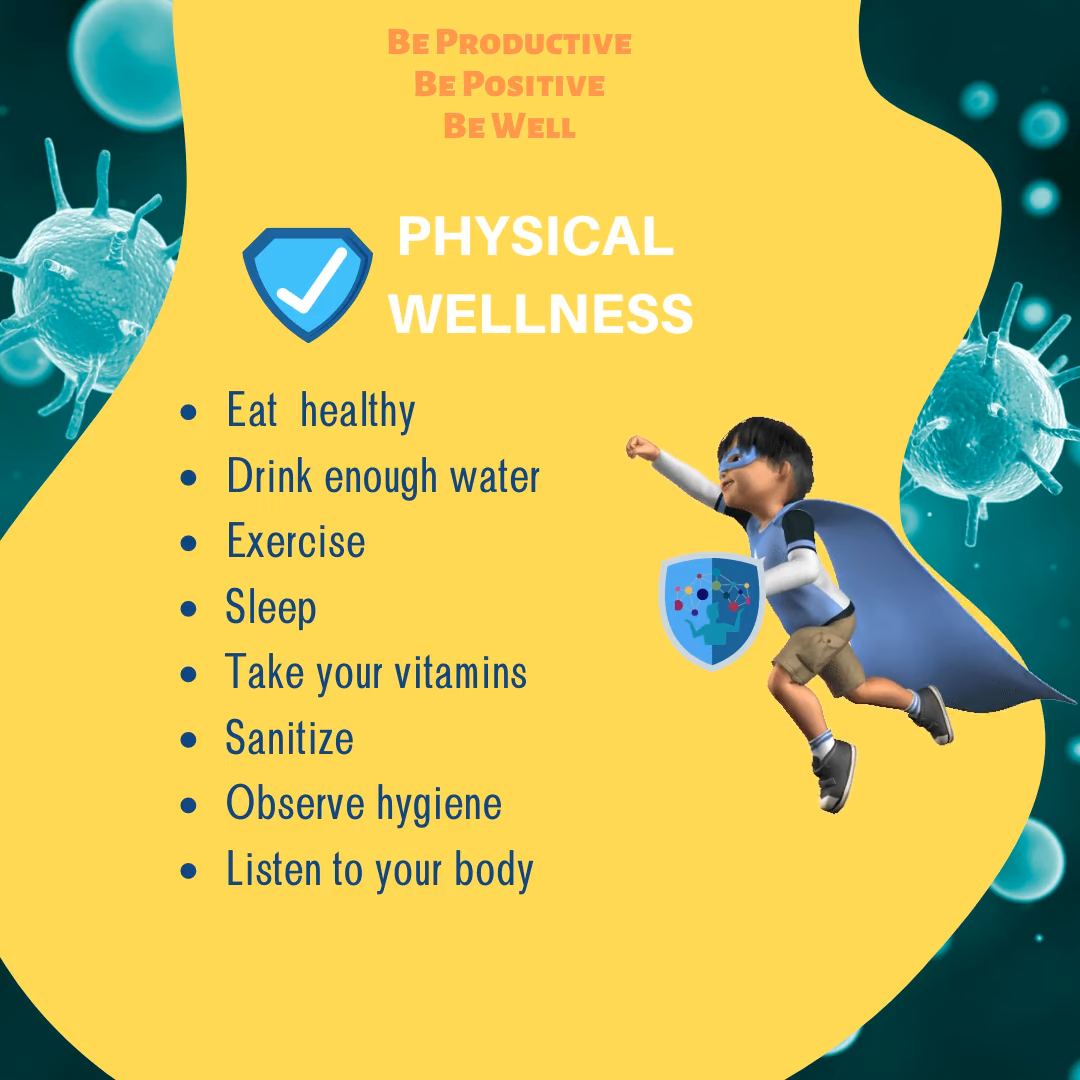 Be Productive
Be Positive
Be Well
PHYSICAL
WELLNESS
Eat healthy
Drink enough water
Exercise
Sleep
Take your vitamins
Sanitize
Observe hygiene
Listen to your body